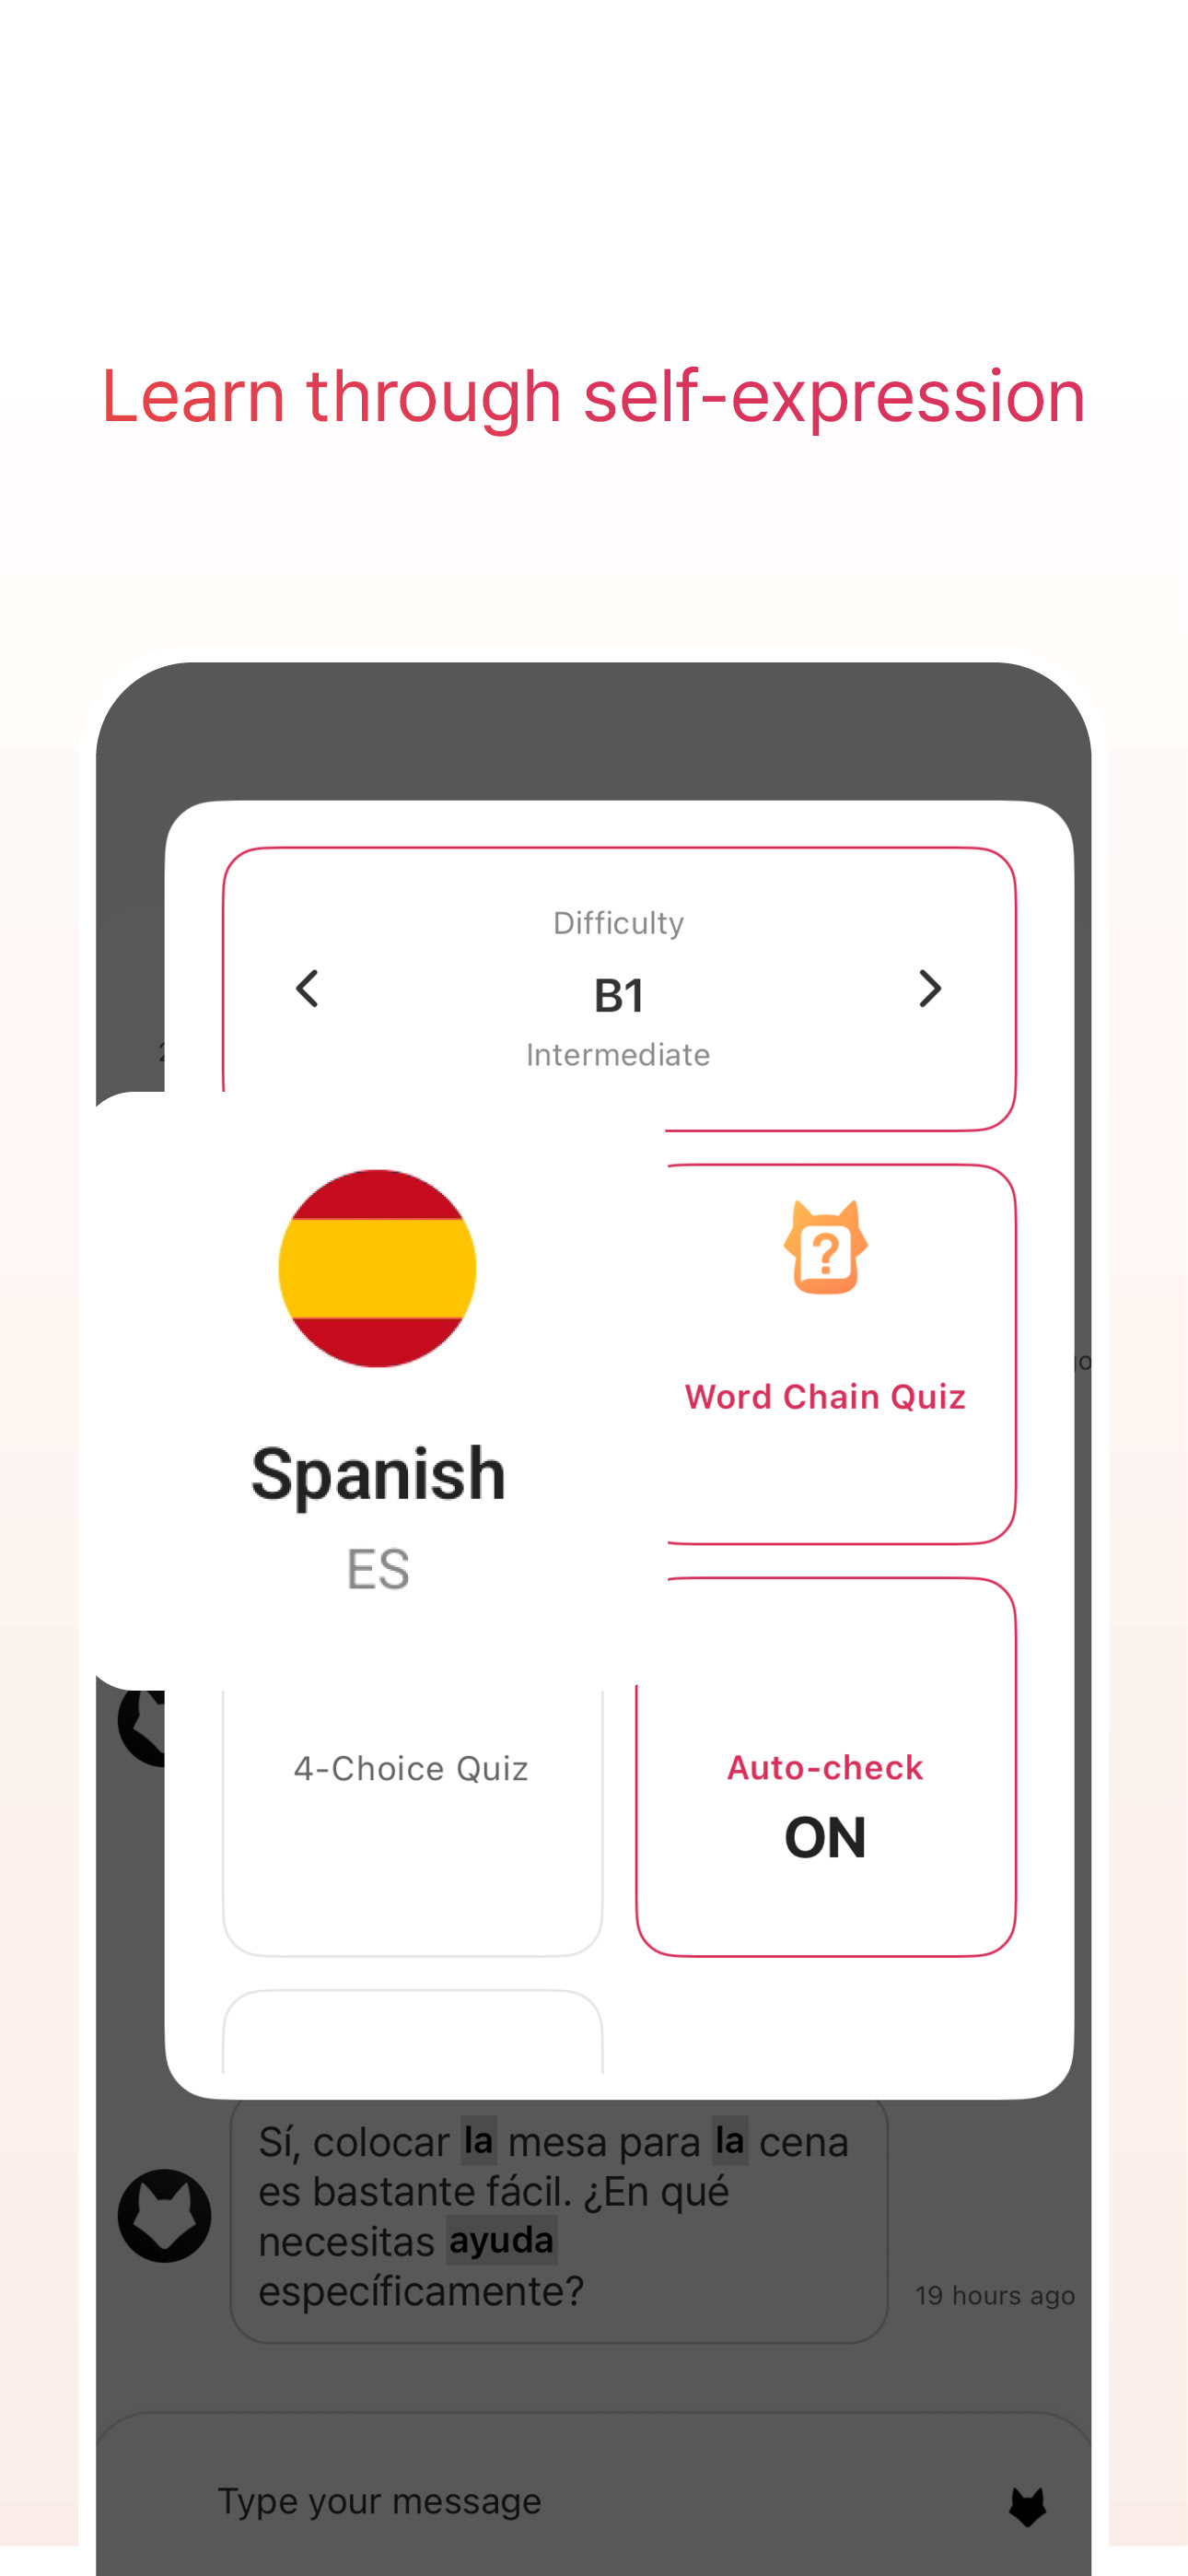 Learn through self-expression
Difficulty
B1
Intermediate
Word Chain Quiz
Spanish
ES
4-Choice Quiz
Auto-check
ON
Sí, colocar la mesa para la cena
es bastante fácil. ¿En qué
necesitas ayuda
específicamente?
19 hours ago
Type your message